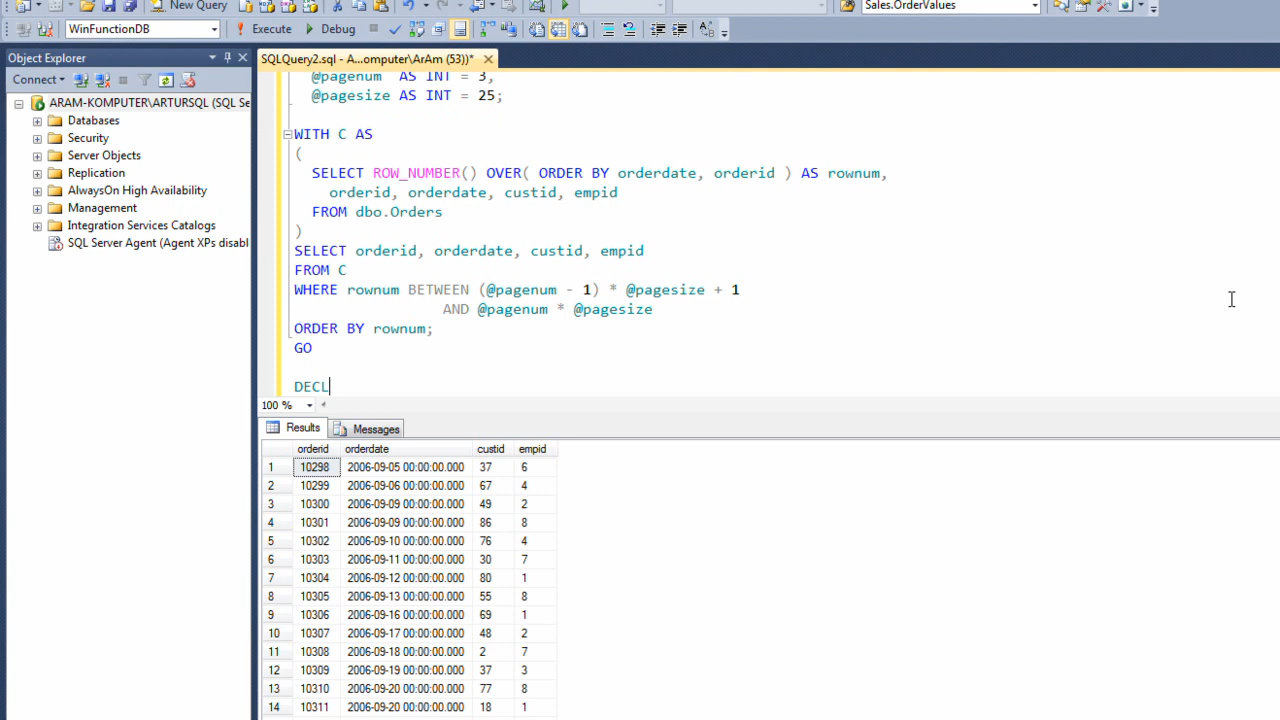 New Query
Sales.OrderValues
WinFunctionDB
Execute
Debug
Object Explorer
Connect
ARAM-KOMPUTER\ARTURSQL (SQL Se
Databases
Security
Server Objects
Replication
AlwaysOn High Availability
Management
Integration Services Catalogs
SQL Server Agent (Agent XPs disabl
SQLQuery2.sql - A...omputer\ArAm (53))*
@pagenum  AS INT = 3,
@pagesize AS INT = 25;
WITH C AS
(
SELECT ROW_NUMBER() OVER( ORDER BY orderdate, orderid ) AS rownum,
orderid, orderdate, custid, empid
FROM dbo.Orders
)
SELECT orderid, orderdate, custid, empid
FROM C
WHERE rownum BETWEEN (@pagenum - 1) * @pagesize + 1
AND @pagenum * @pagesize
ORDER BY rownum;
GO
DECL
100 %
Results Messages
orderid orderdate custid empid
1 10298 2006-09-05 00:00:00.000 37 6
2 10299 2006-09-06 00:00:00.000 67 4
3 10300 2006-09-09 00:00:00.000 49 2
4 10301 2006-09-09 00:00:00.000 86 8
5 10302 2006-09-10 00:00:00.000 76 4
6 10303 2006-09-11 00:00:00.000 30 7
7 10304 2006-09-12 00:00:00.000 80 1
8 10305 2006-09-13 00:00:00.000 55 8
9 10306 2006-09-16 00:00:00.000 69 1
10 10307 2006-09-17 00:00:00.000 48 2
11 10308 2006-09-18 00:00:00.000 2 7
12 10309 2006-09-19 00:00:00.000 37 3
13 10310 2006-09-20 00:00:00.000 77 8
14 10311 2006-09-20 00:00:00.000 18 1